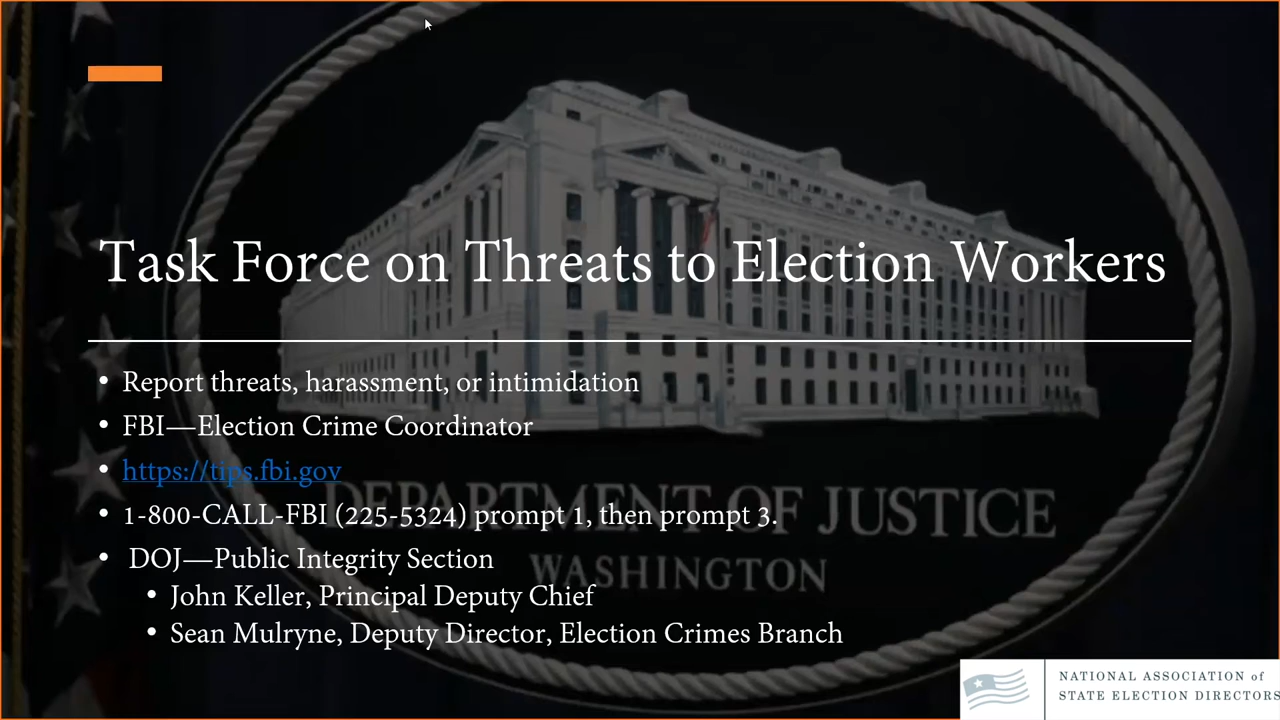 Task Force on Threats to Election Workers
• Report threats, harassment, or intimidation
• FBI—Election Crime Coordinator
• https://tips.fbi.gov
• 1-800-CALL-FBI (225-5324) prompt 1, then prompt 3.
• DOJ—Public Integrity Section
• John Keller, Principal Deputy Chief
• Sean Mulryne, Deputy Director, Election Crimes Branch
DEPARTMENT OF JUSTICE
WASHINGTON
NATIONAL ASSOCIATION of
STATE ELECTION DIRECTORS